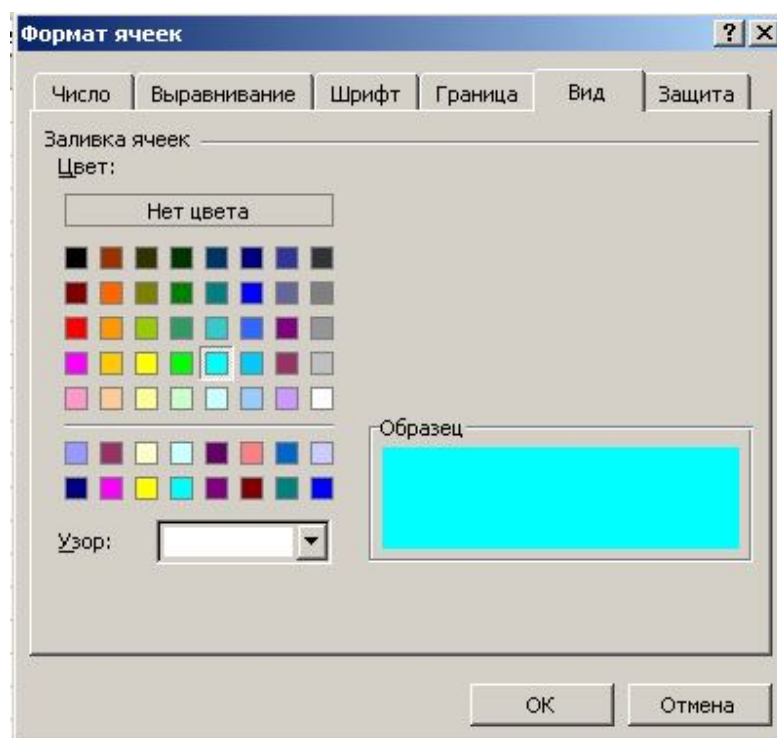 Формат ячеек
Число Выравнивание Шрифт Граница Вид Защита
Заливка ячеек
Цвет:
Нет цвета
Образец
Узор:
ОК Отмена